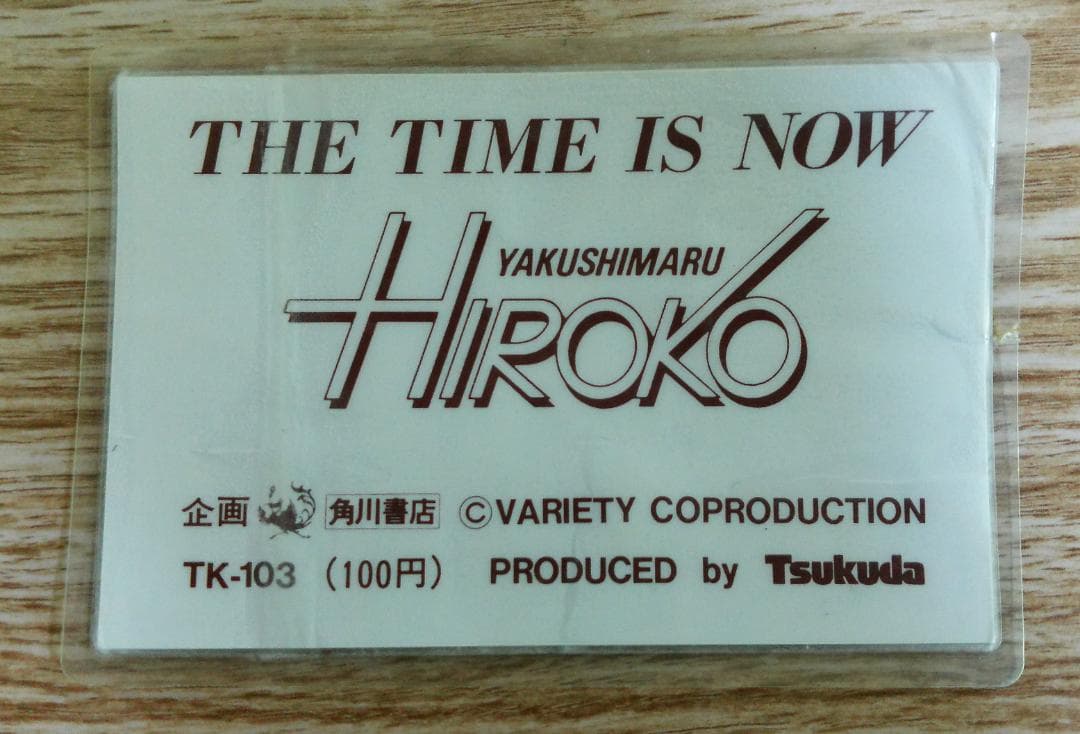 THE TIME IS NOW
YAKUSHIMARU
HIROKO
企画 角川書店 ©VARIETY COPRODUCTION
TK-103 (100円) PRODUCED by Tsukuda